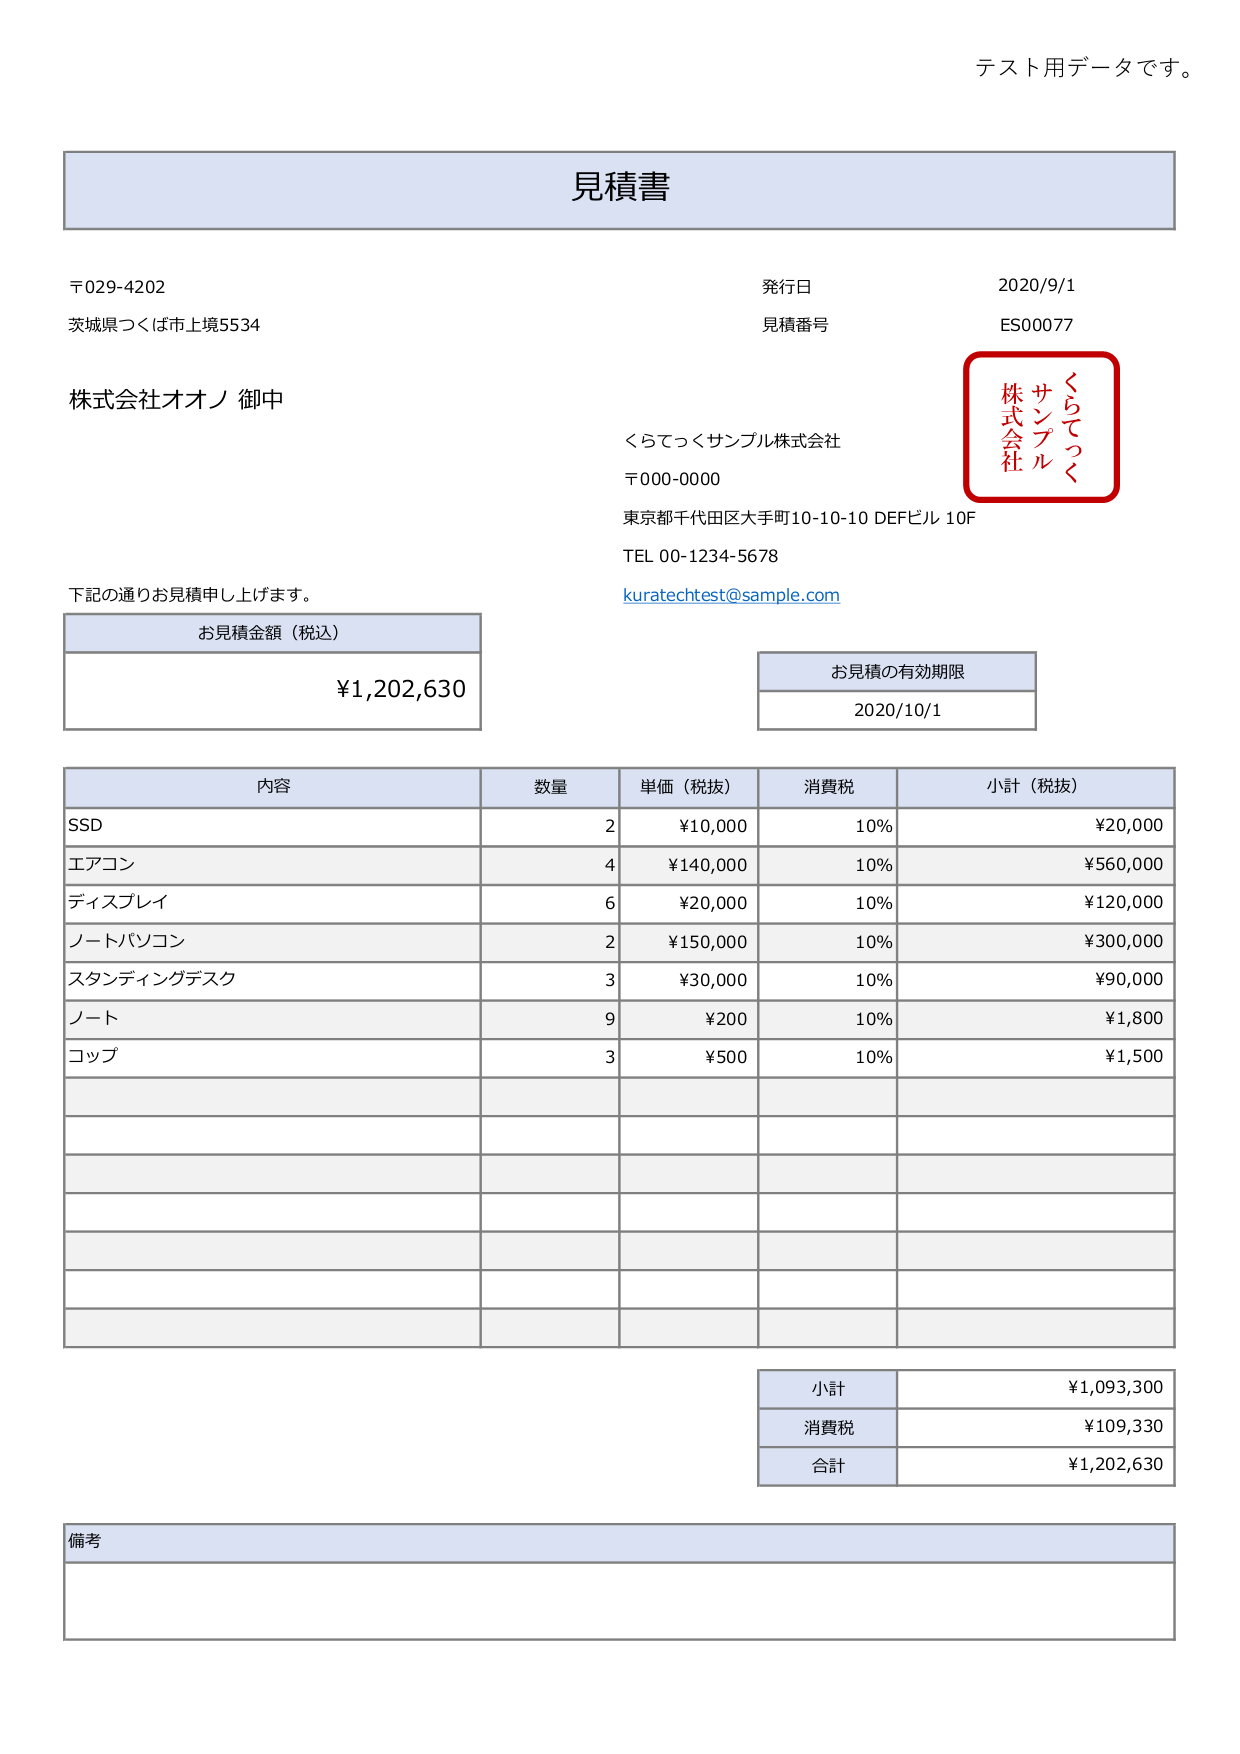 テスト用データです。
見積書
〒029-4202
発行日 2020/9/1
茨城県つくば市上境5534
見積番号 ES00077
株式会社オオノ 御中
くらてっく
サンプル
株式会社
くらてっくサンプル株式会社
〒000-0000
東京都千代田区大手町10-10-10 DEFビル 10F
TEL 00-1234-5678
下記の通りお見積申し上げます。
kuratechtest@sample.com
お見積金額（税込）
¥1,202,630
お見積の有効期限
2020/10/1
内容 数量 単価（税抜） 消費税 小計（税抜）
SSD 2 ¥10,000 10% ¥20,000
エアコン 4 ¥140,000 10% ¥560,000
ディスプレイ 6 ¥20,000 10% ¥120,000
ノートパソコン 2 ¥150,000 10% ¥300,000
スタンディングデスク 3 ¥30,000 10% ¥90,000
ノート 9 ¥200 10% ¥1,800
コップ 3 ¥500 10% ¥1,500
小計 ¥1,093,300
消費税 ¥109,330
合計 ¥1,202,630
備考